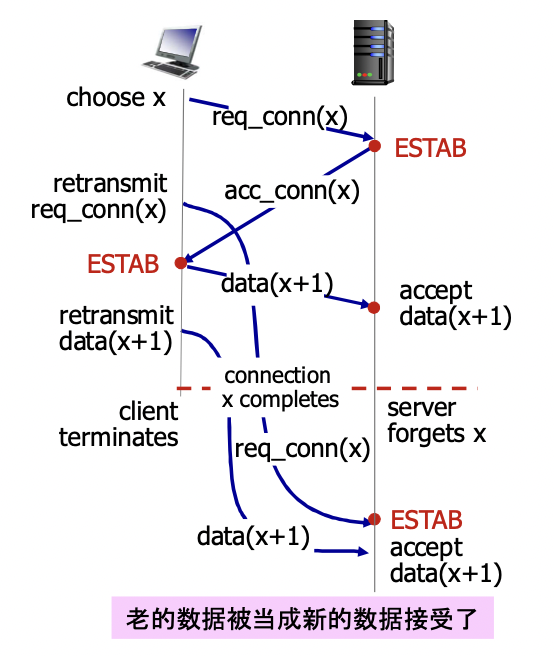 choose x
req_conn(x)
ESTAB
retransmit
req_conn(x)
acc_conn(x)
ESTAB
data(x+1)
accept
data(x+1)
retransmit
data(x+1)
connection
x completes
client
terminates
server
forgets x
req_conn(x)
ESTAB
data(x+1)
accept
data(x+1)
老的数据被当成新的数据接受了